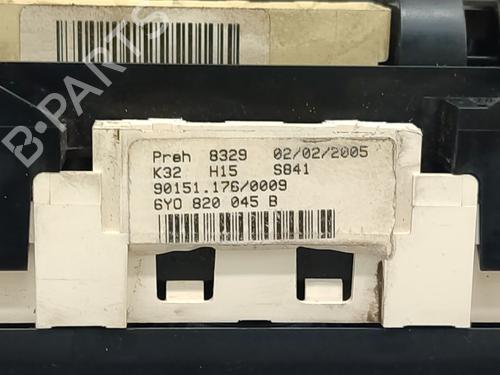 B-PARTS
Preh 8329 02/02/2005
K32 H15 S841
90151.176/0009
6Y0 820 045 B